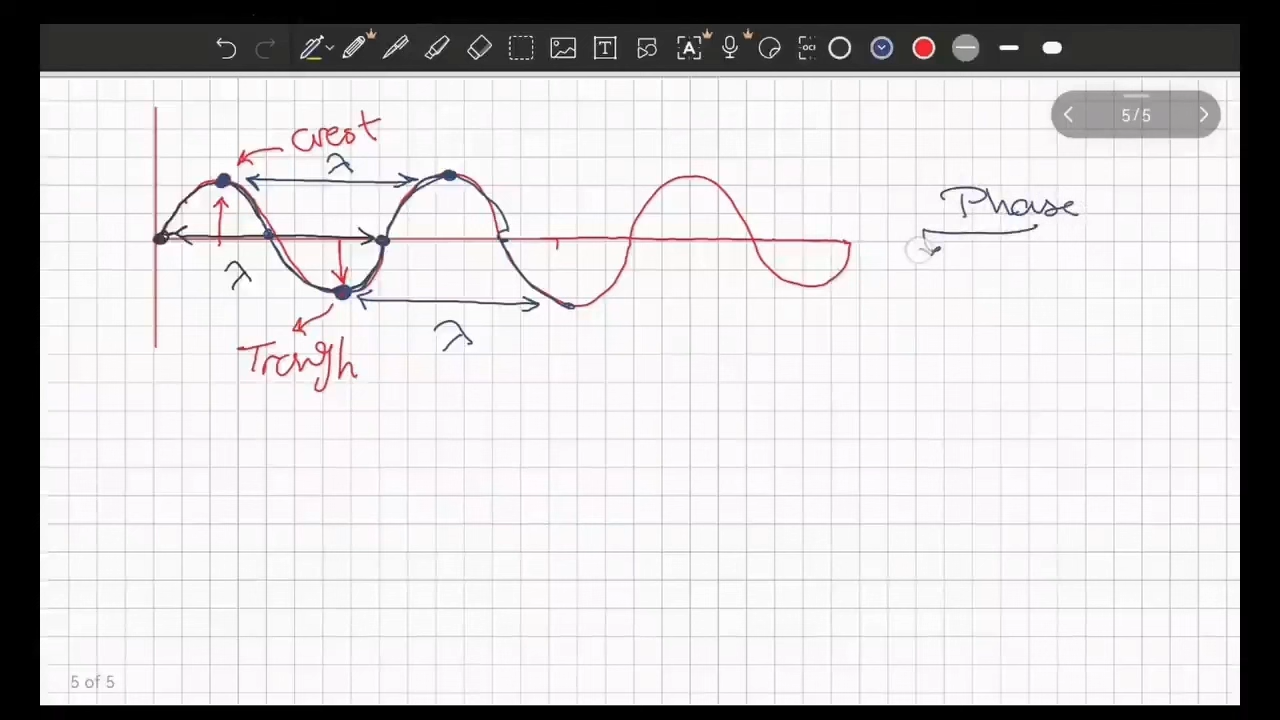 5/5
Crest
λ
Phase
λ
λ
Trough
5 of 5